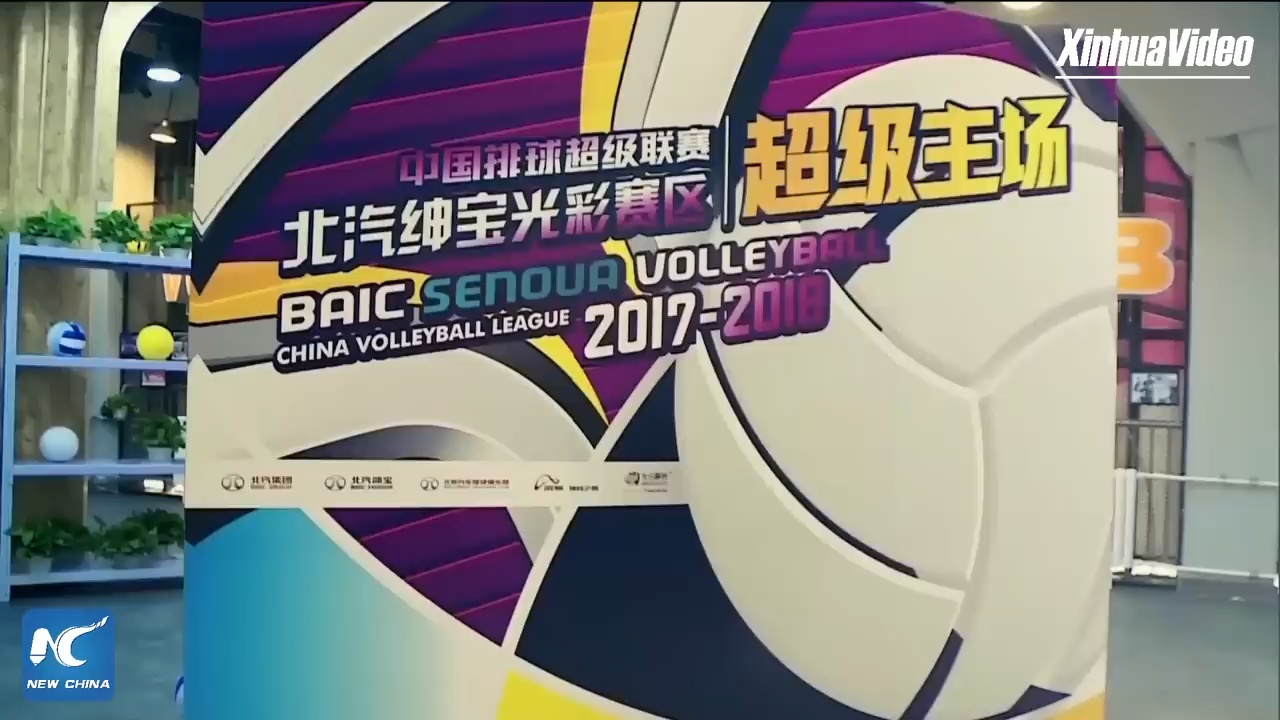 XinhuaVideo
中国排球超级联赛
北汽绅宝光彩赛区
超级主场
BAIC SENOUA VOLLEYBALL
CHINA VOLLEYBALL LEAGUE 2017-2018
北汽集团
北汽绅宝
NEW CHINA